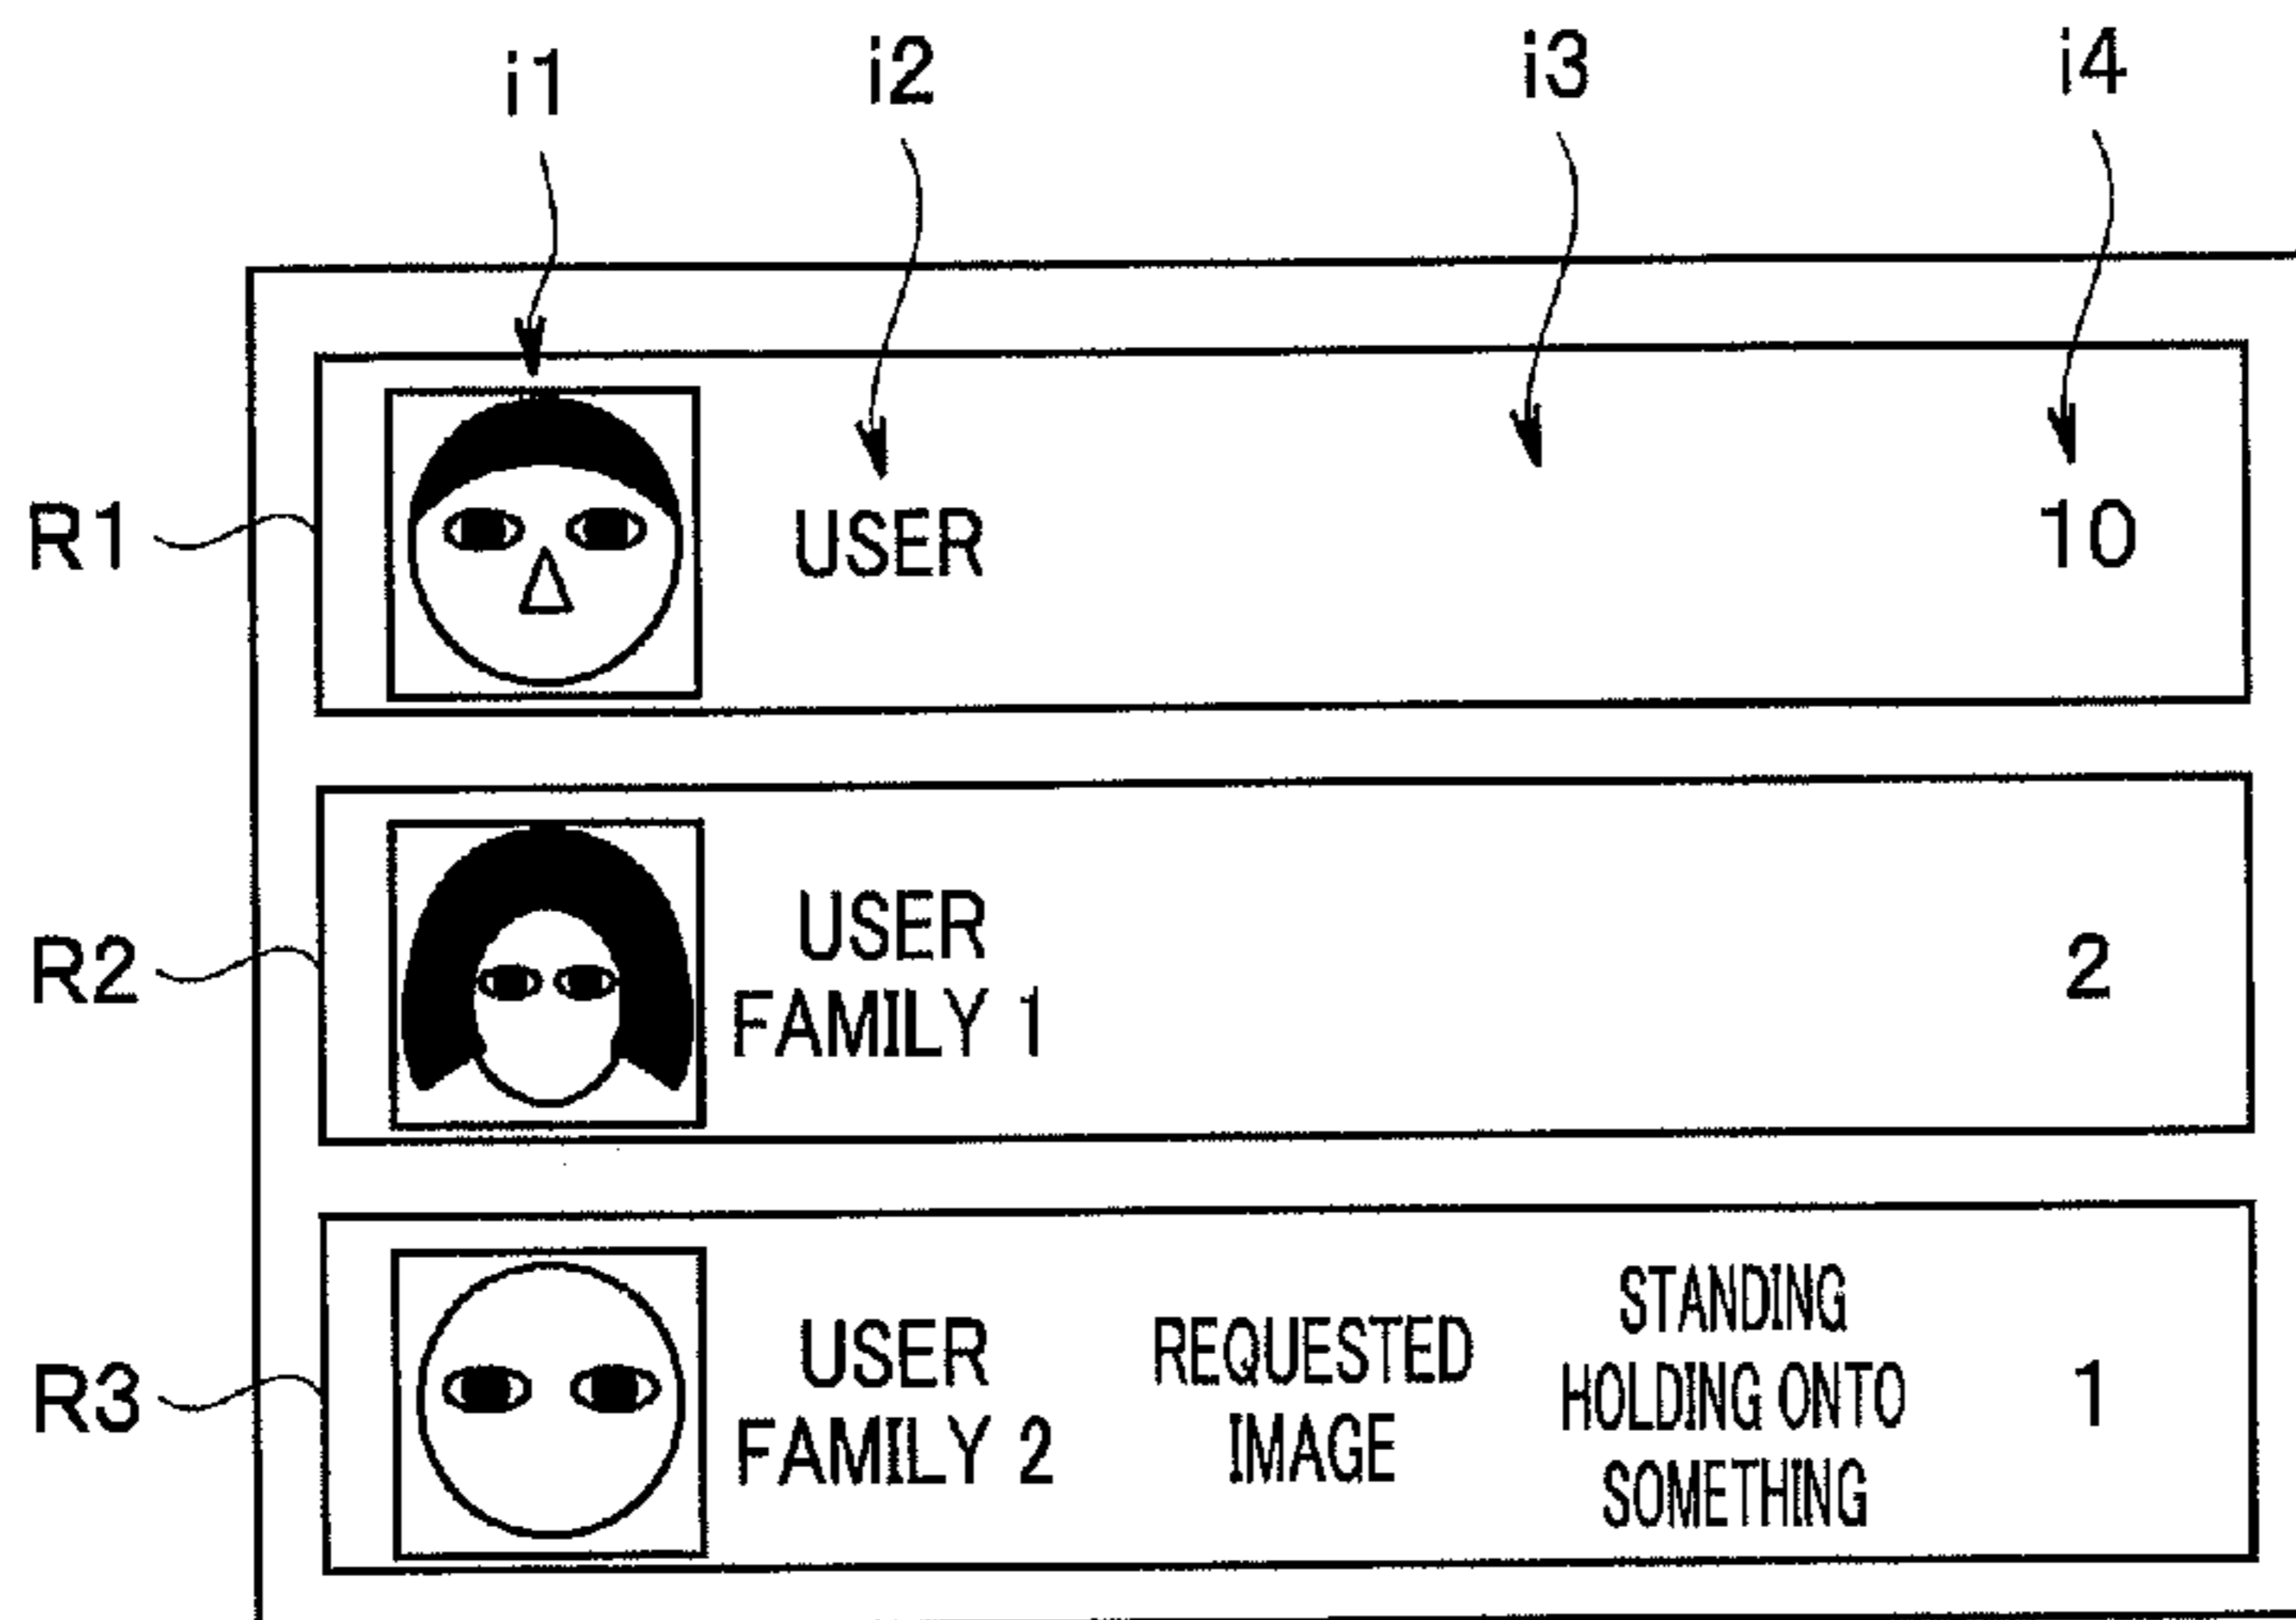 i1 i2 i3 i4
R1 USER 10
R2 USER
FAMILY 1 2
R3 USER
FAMILY 2
REQUESTED
IMAGE
STANDING
HOLDING ONTO
SOMETHING
1